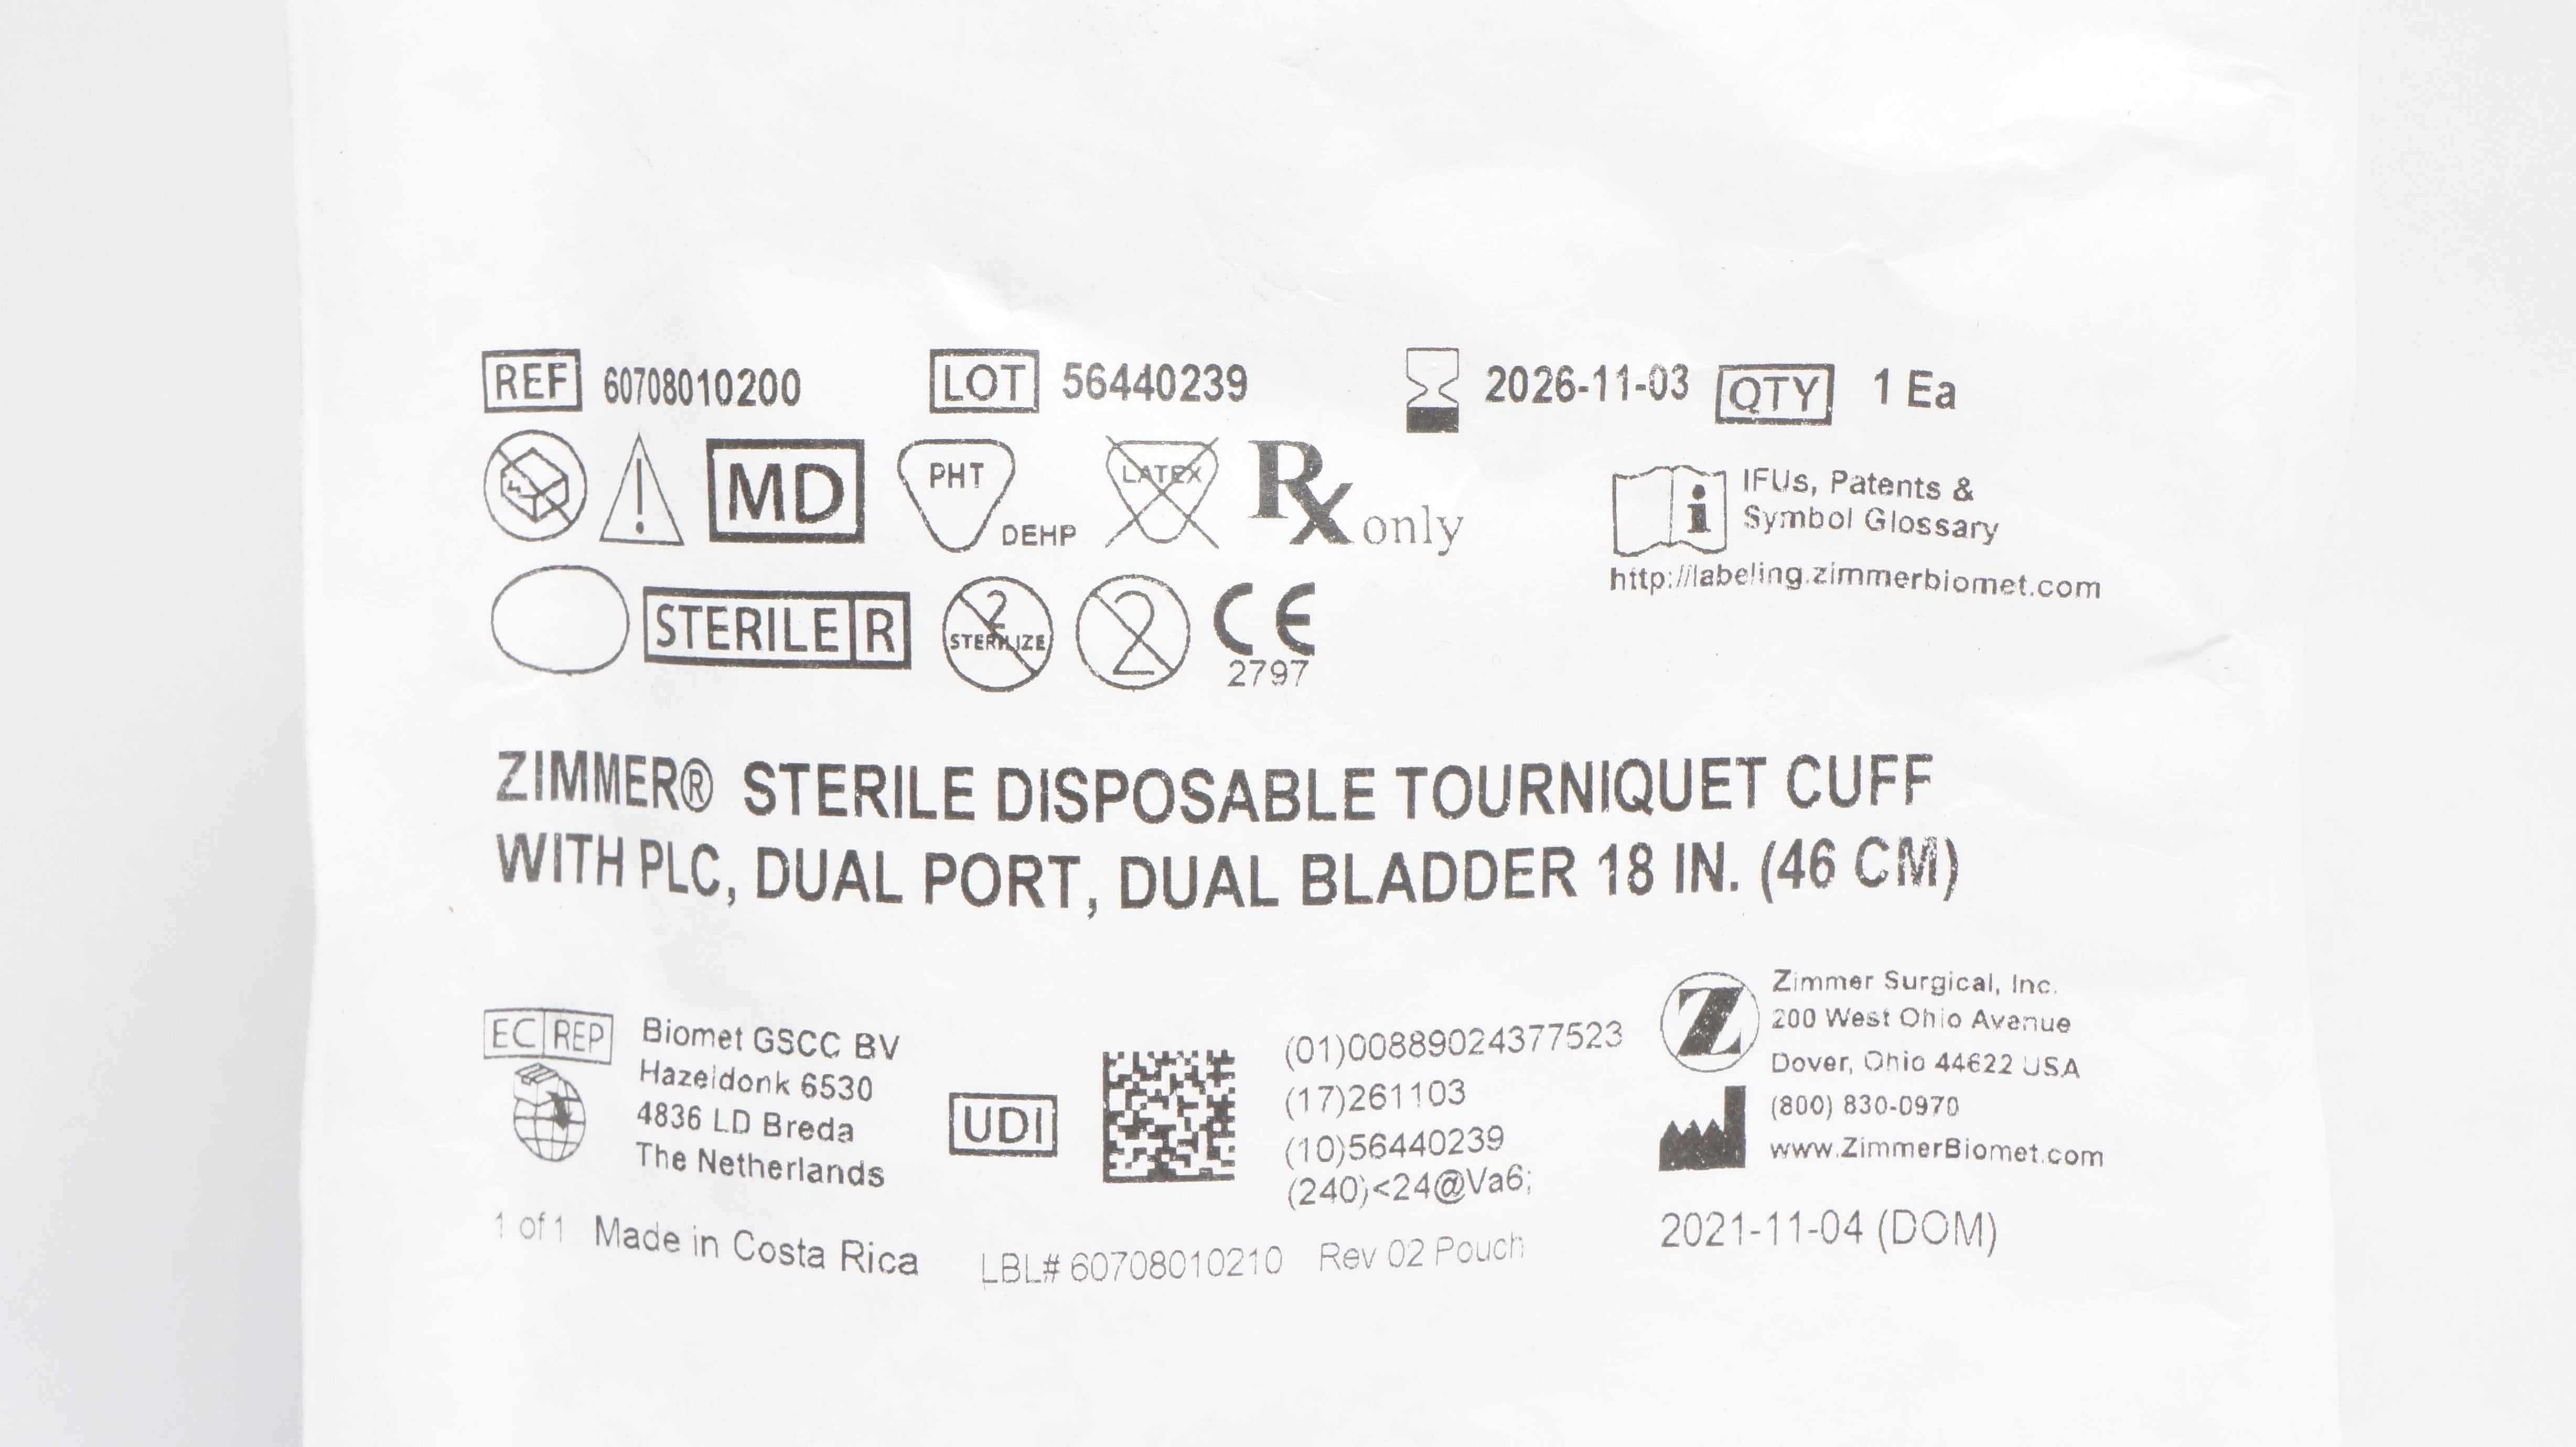 REF 60708010200 LOT 56440239 2026-11-03 QTY 1 Ea
MD PHT DEHP LATEX Rx only
IFUs, Patents &
Symbol Glossary
http://labeling.zimmerbiomet.com
STERILE R 2 STERILIZE 2 CE
2797
ZIMMER® STERILE DISPOSABLE TOURNIQUET CUFF
WITH PLC, DUAL PORT, DUAL BLADDER 18 IN. (46 CM)
EC REP
Biomet GSCC BV
Hazeldonk 6530
4836 LD Breda
The Netherlands
UDI
(01)00889024377523
(17)261103
(10)56440239
(240)<24@Va6;
Z
Zimmer Surgical, Inc.
200 West Ohio Avenue
Dover, Ohio 44622 USA
(800) 830-0970
www.ZimmerBiomet.com
1 of 1 Made in Costa Rica
LBL# 60708010210 Rev 02 Pouch
2021-11-04 (DOM)